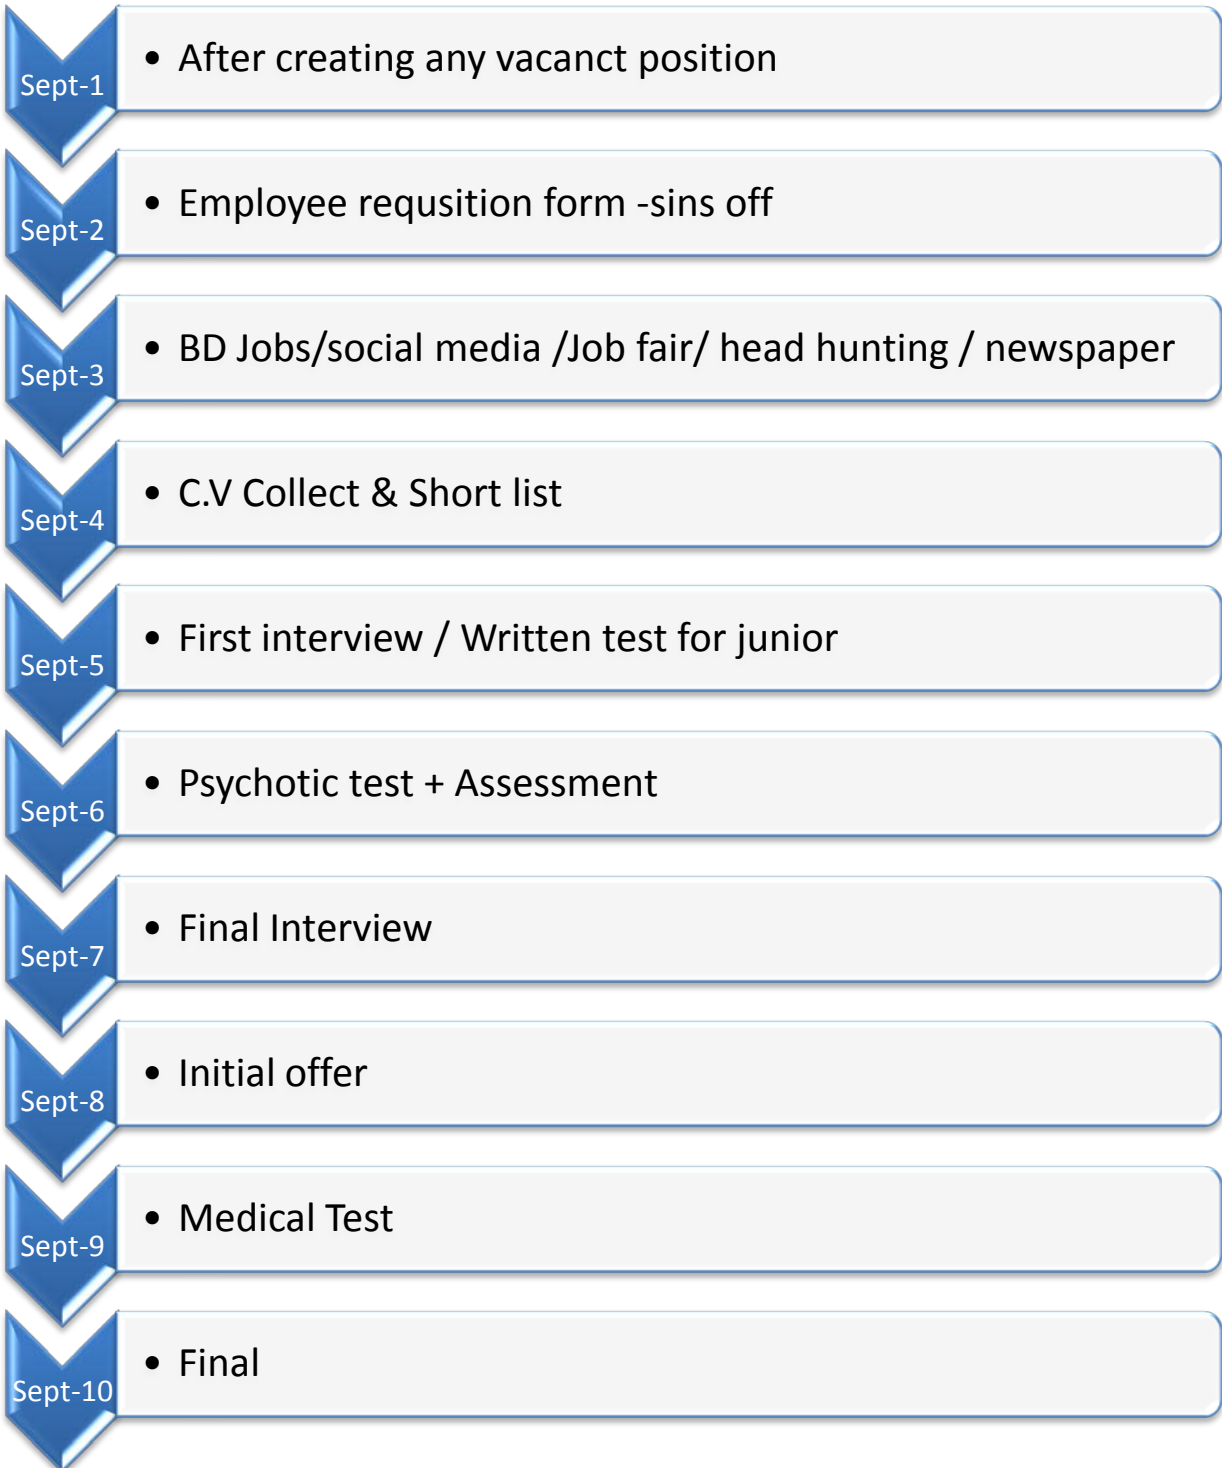 Sept-1
• After creating any vacanct position
Sept-2
• Employee requsition form -sins off
Sept-3
• BD Jobs/social media /Job fair/ head hunting / newspaper
Sept-4
• C.V Collect & Short list
Sept-5
• First interview / Written test for junior
Sept-6
• Psychotic test + Assessment
Sept-7
• Final Interview
Sept-8
• Initial offer
Sept-9
• Medical Test
Sept-10
• Final